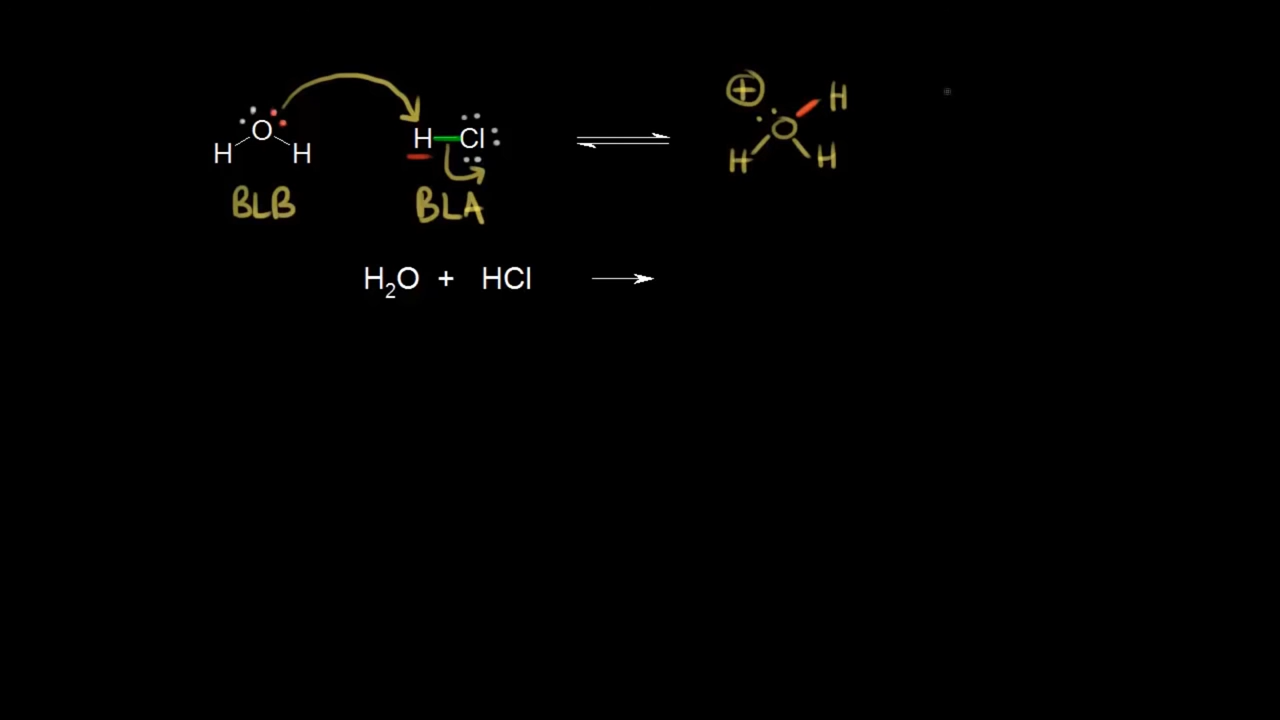 H O H H Cl ⇌ ⊕ H O H H
BLB BLA
H₂O + HCl →